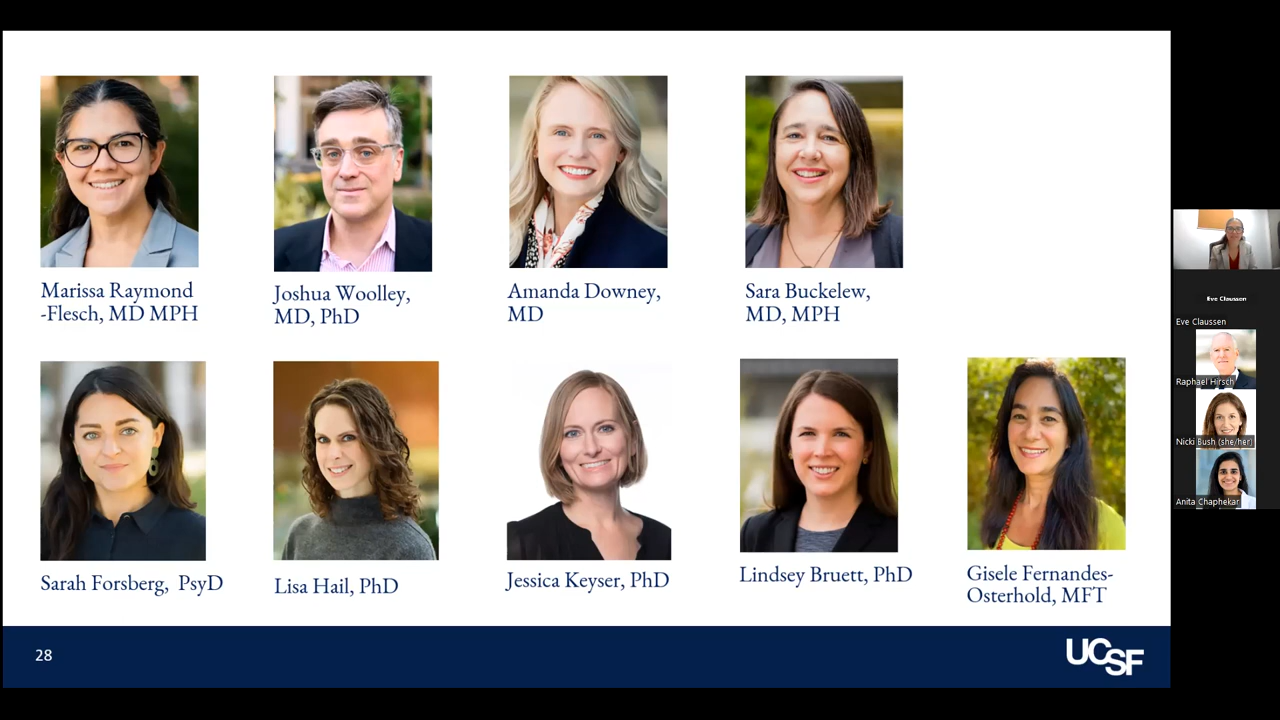 Marissa Raymond
-Flesch, MD MPH
Joshua Woolley,
MD, PhD
Amanda Downey,
MD
Sara Buckelew,
MD, MPH
Sarah Forsberg, PsyD
Lisa Hail, PhD
Jessica Keyser, PhD
Lindsey Bruett, PhD
Gisele Fernandes-
Osterhold, MFT
28
UCSF
Eve Claussen
Eve Claussen
Raphael Hirsch
Nicki Bush (she/her)
Anita Chaphekar